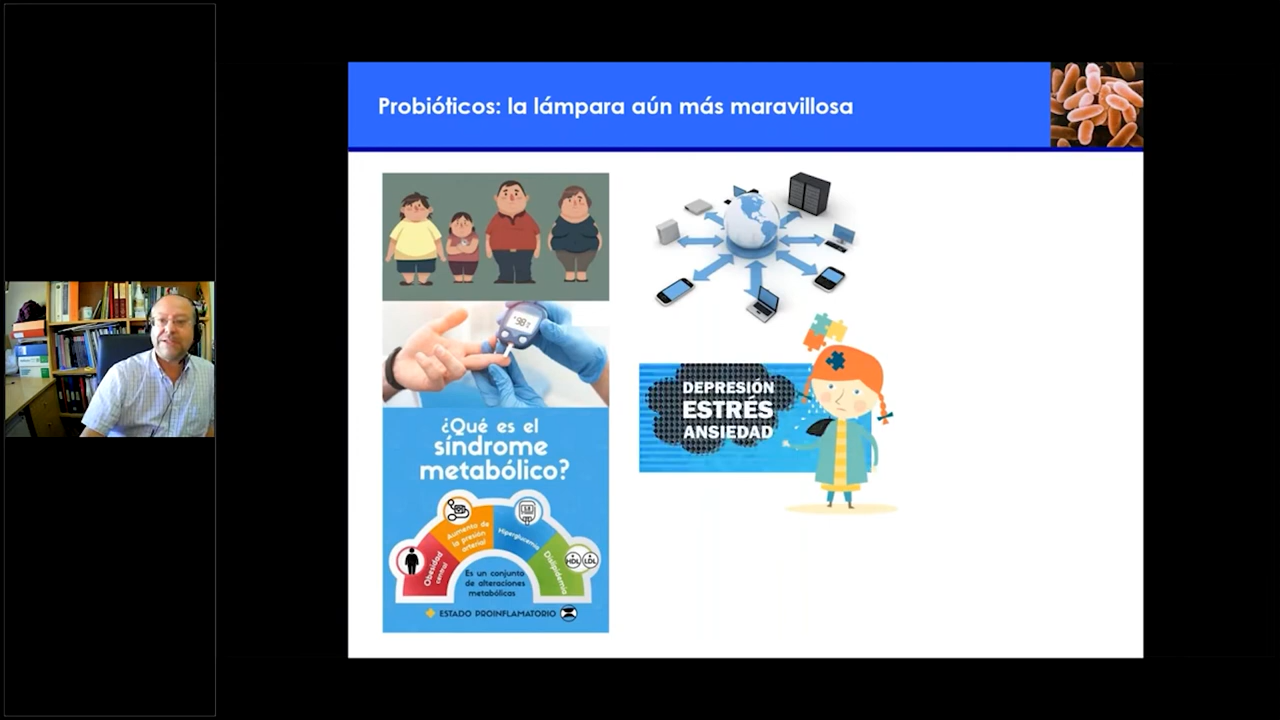 Probióticos: la lámpara aún más maravillosa
98
¿Qué es el
síndrome
metabólico?
Obesidad
central
Aumento de
la presión
arterial
Hiperglucemia
Dislipidemia
HDL
LDL
Es un conjunto
de alteraciones
metabólicas
ESTADO PROINFLAMATORIO
DEPRESIÓN
ESTRÉS
ANSIEDAD